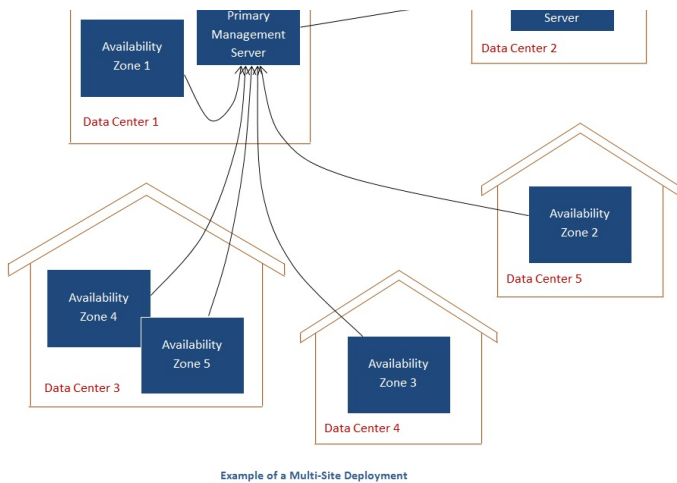 Primary
Management
Server
Availability
Zone 1
Data Center 1
Server
Data Center 2
Availability
Zone 2
Data Center 5
Availability
Zone 4
Availability
Zone 5
Data Center 3
Availability
Zone 3
Data Center 4
Example of a Multi-Site Deployment